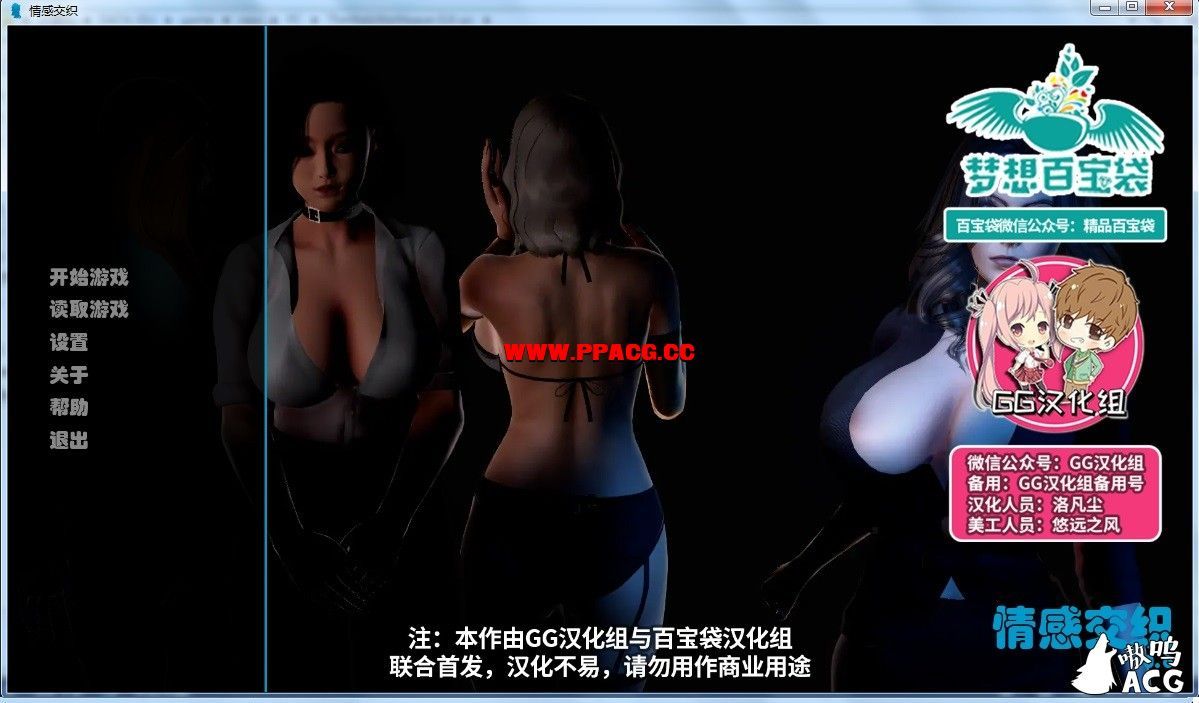 情感交织
梦想百宝袋
百宝袋微信公众号：精品百宝袋
开始游戏
读取游戏
设置
关于
帮助
退出
WWW.PPACG.CC
GG汉化组
微信公众号：GG汉化组
备用：GG汉化组备用号
汉化人员：洛凡尘
美工人员：悠远之风
情感交织
注：本作由GG汉化组与百宝袋汉化组
联合首发，汉化不易，请勿用作商业用途
嗷呜
ACG